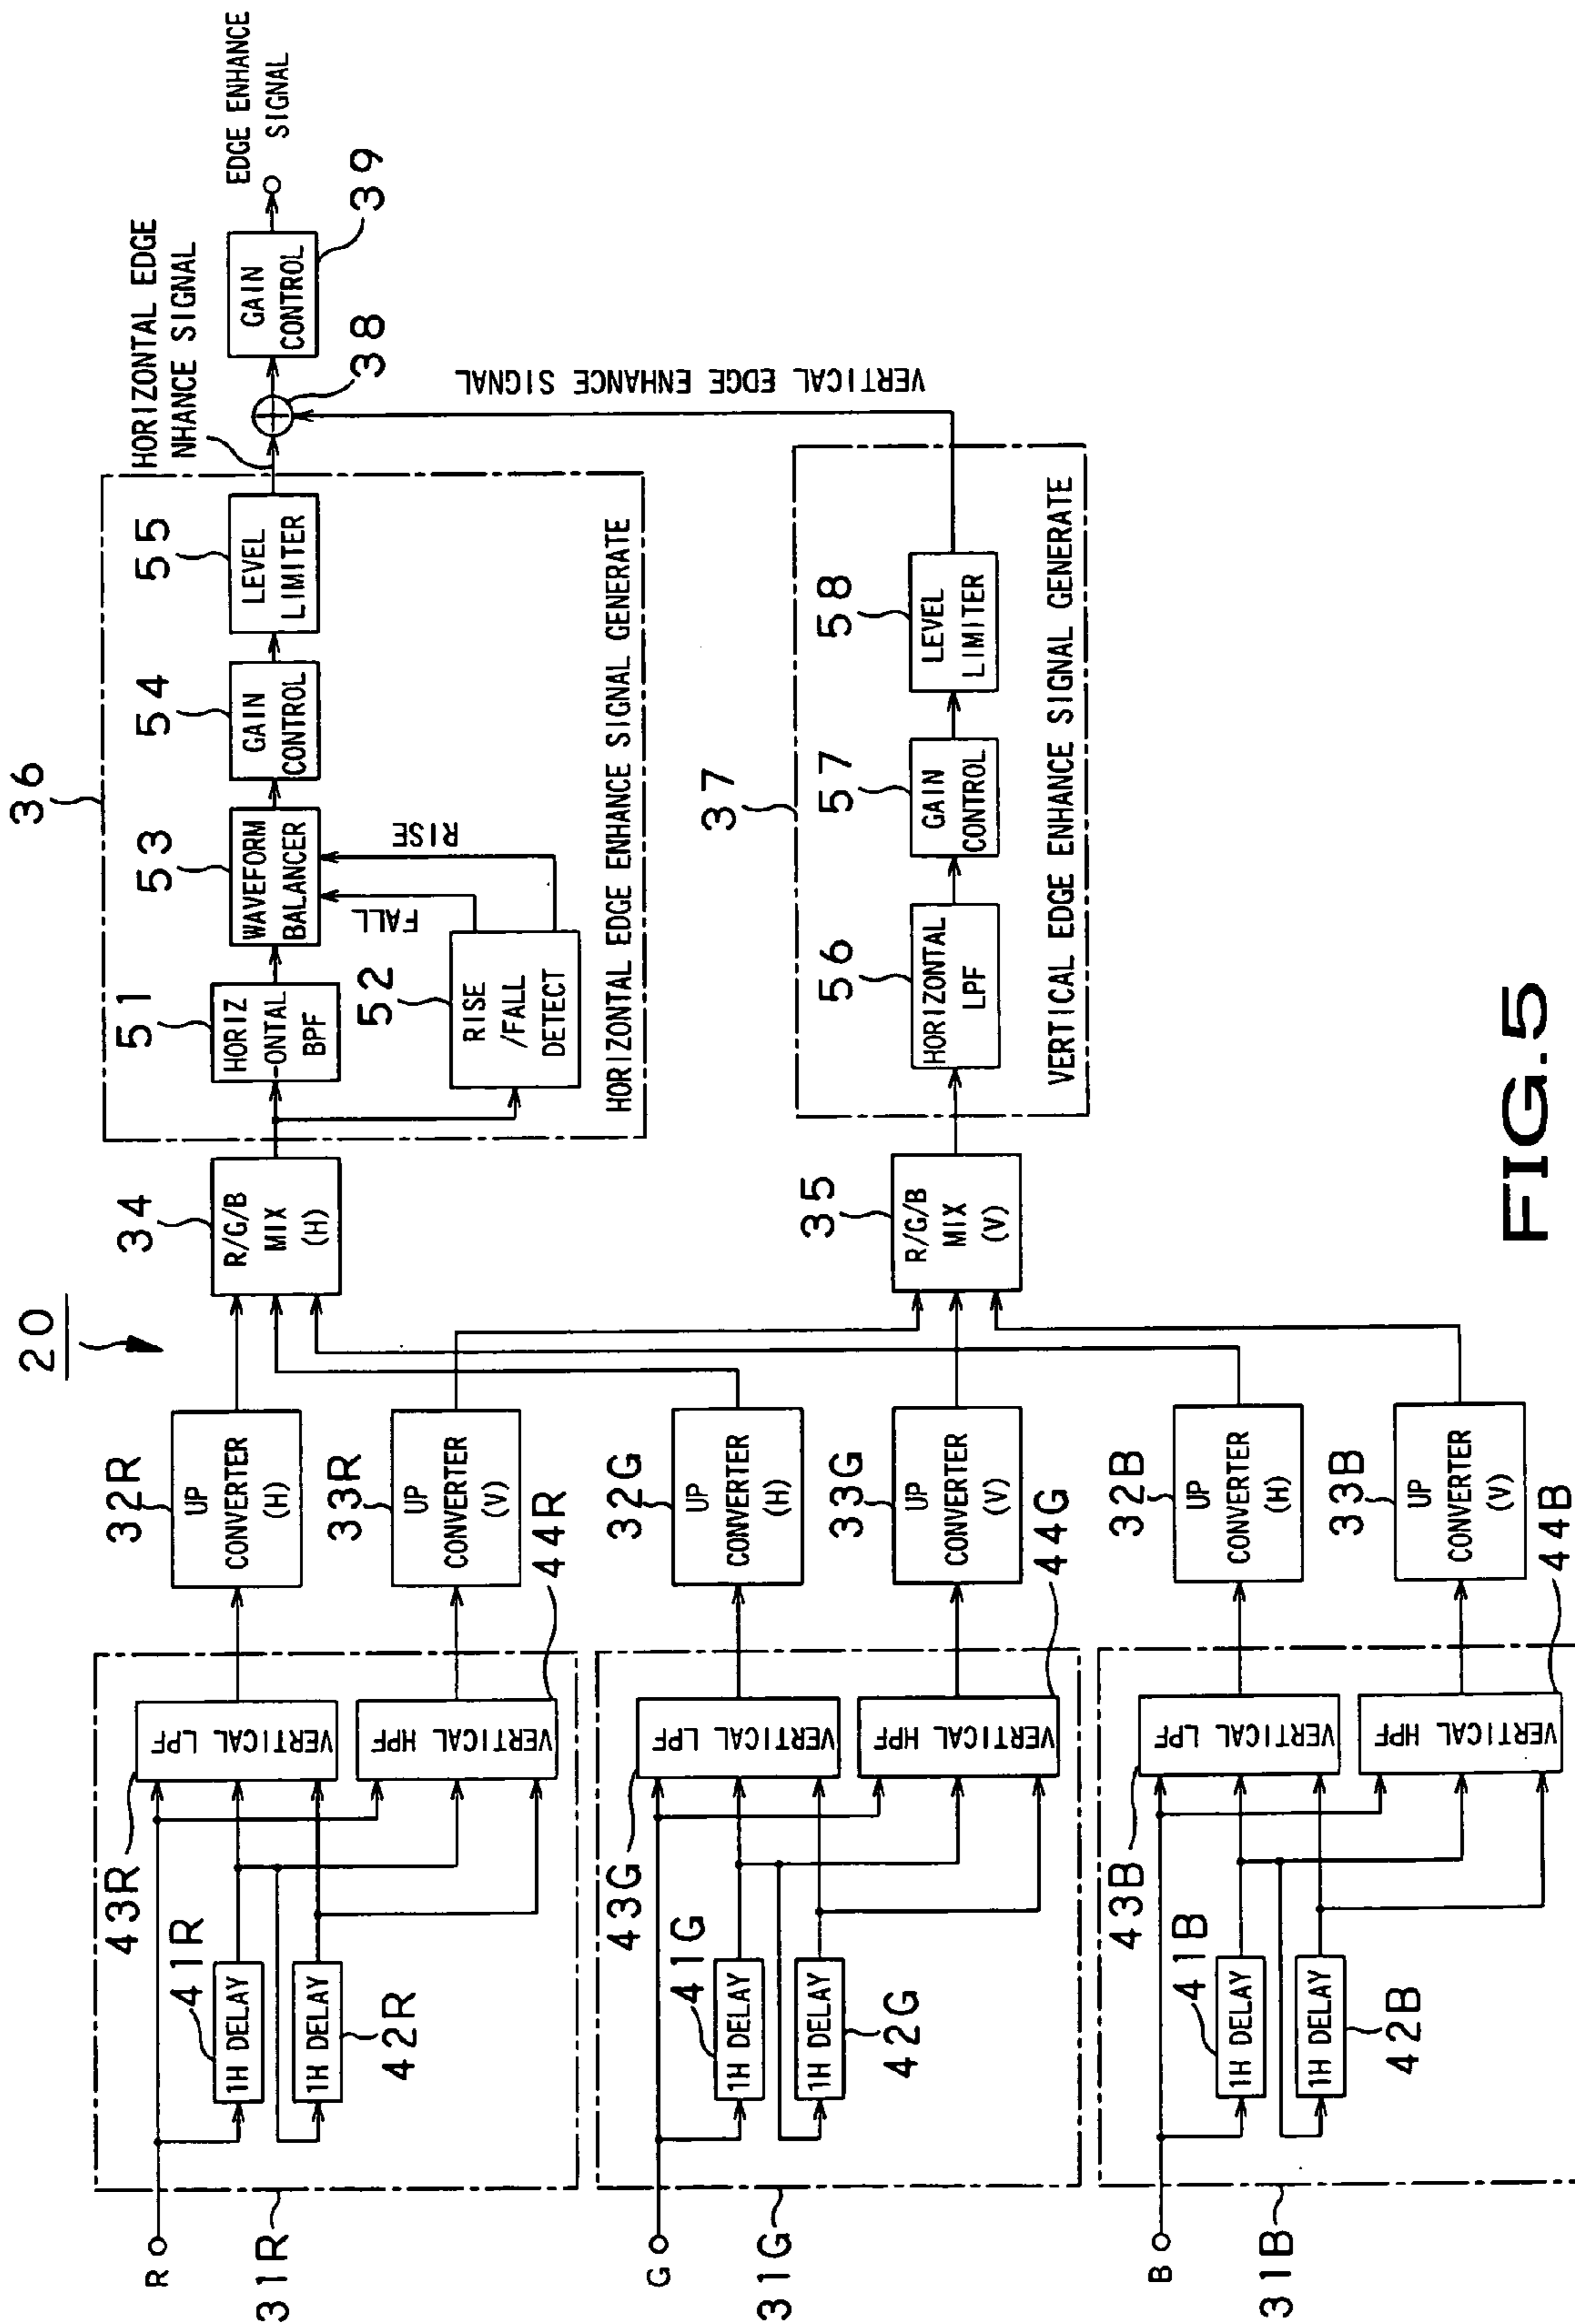 20
R
31R
41R
1H DELAY
1H DELAY
42R
43R
VERTICAL LPF
VERTICAL HPF
44R
32R
UP
CONVERTER
(H)
33R
UP
CONVERTER
(V)
G
31G
41G
1H DELAY
1H DELAY
42G
43G
VERTICAL LPF
VERTICAL HPF
44G
32G
UP
CONVERTER
(H)
33G
UP
CONVERTER
(V)
B
31B
41B
1H DELAY
1H DELAY
42B
43B
VERTICAL LPF
VERTICAL HPF
44B
32B
UP
CONVERTER
(H)
33B
UP
CONVERTER
(V)
34
R/G/B
MIX
(H)
35
R/G/B
MIX
(V)
36
51
HORIZ
-ONTAL
BPF
52
RISE
/FALL
DETECT
FALL
RISE
53
WAVEFORM
BALANCER
54
GAIN
CONTROL
55
LEVEL
LIMITER
HORIZONTAL EDGE ENHANCE SIGNAL GENERATE
HORIZONTAL EDGE
NHANCE SIGNAL
37
56
HORIZONTAL
LPF
57
GAIN
CONTROL
58
LEVEL
LIMITER
VERTICAL EDGE ENHANCE SIGNAL GENERATE
VERTICAL EDGE ENHANCE SIGNAL
38
GAIN
CONTROL
39
EDGE ENHANCE
SIGNAL
FIG.5